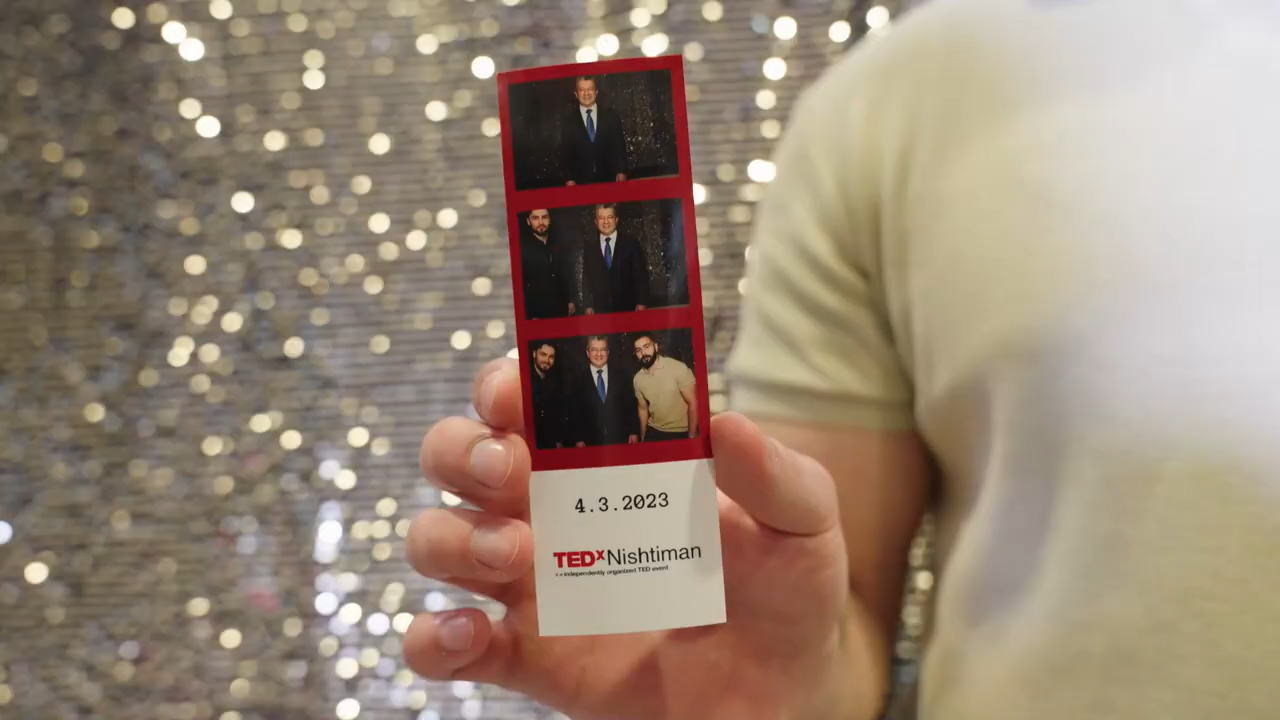 4.3.2023
TEDxNishtiman
x = independently organized TED event